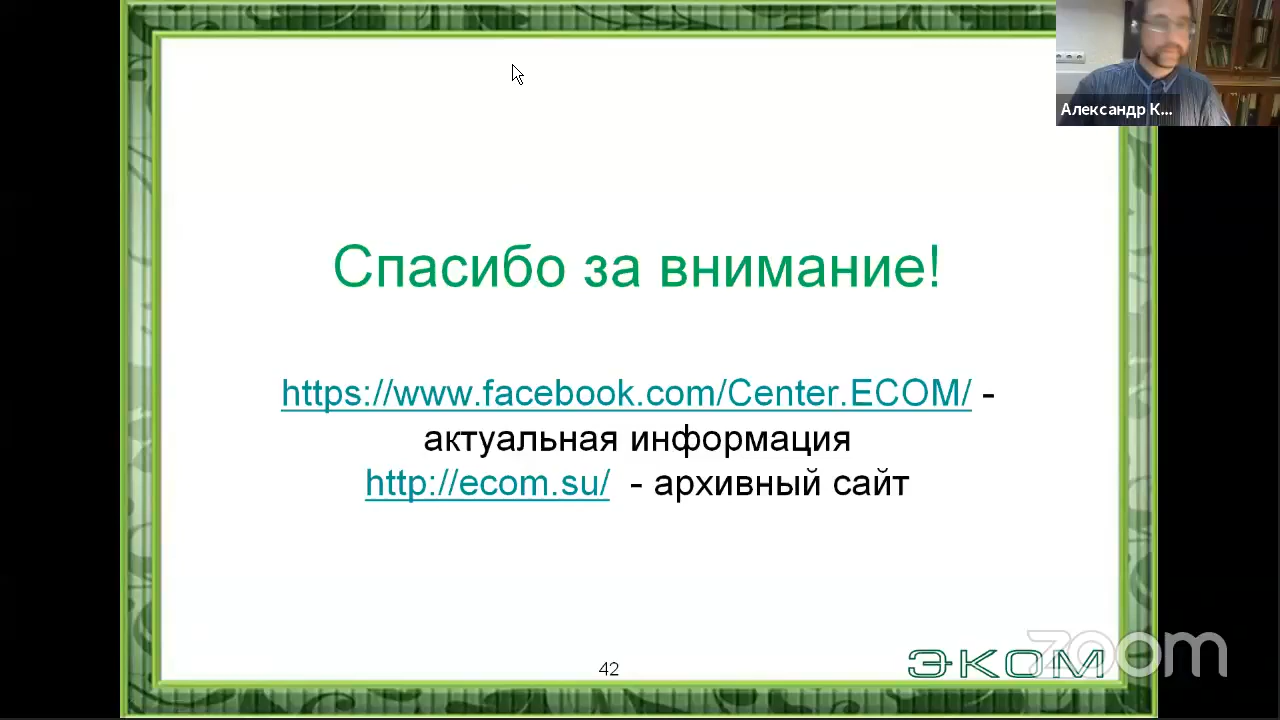 Александр К...
Спасибо за внимание!
https://www.facebook.com/Center.ECOM/ -
актуальная информация
http://ecom.su/ - архивный сайт
42
ЭКОМ
zoom